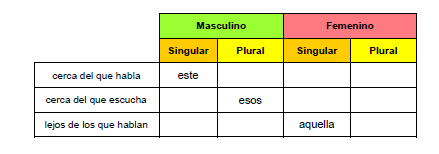 Masculino Femenino
Singular Plural Singular Plural
cerca del que habla este
cerca del que escucha esos
lejos de los que hablan aquella